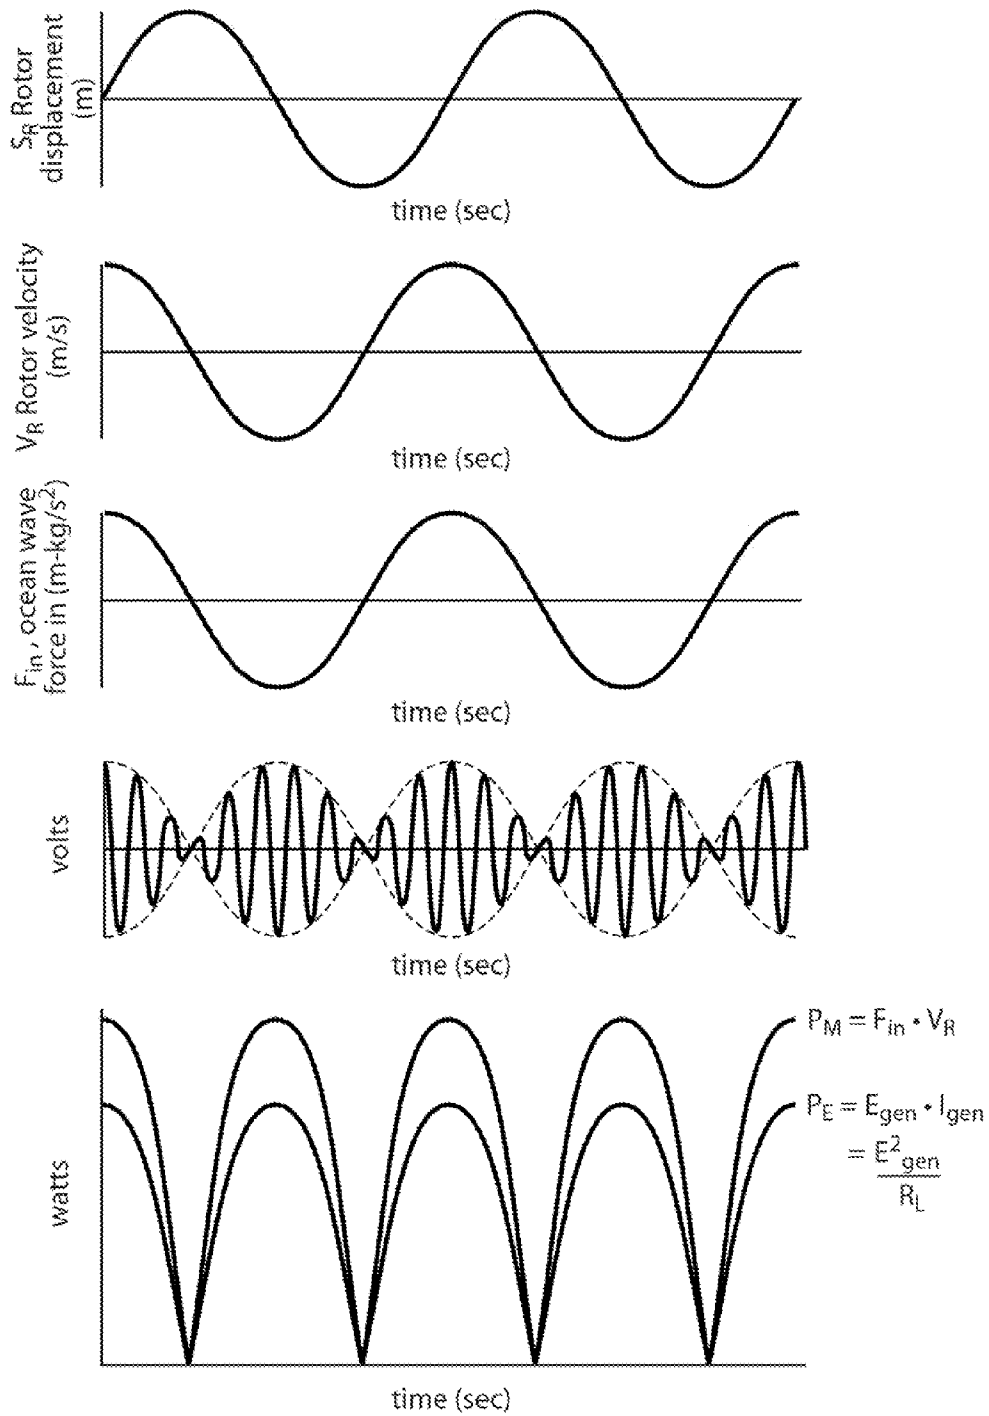 S_R Rotor
displacement
(m)
time (sec)
V_R Rotor velocity
(m/s)
time (sec)
F_in, ocean wave
force in (m-kg/s²)
time (sec)
volts
time (sec)
P_M = F_in • V_R
P_E = E_gen • I_gen
= E²_gen
R_L
watts
time (sec)